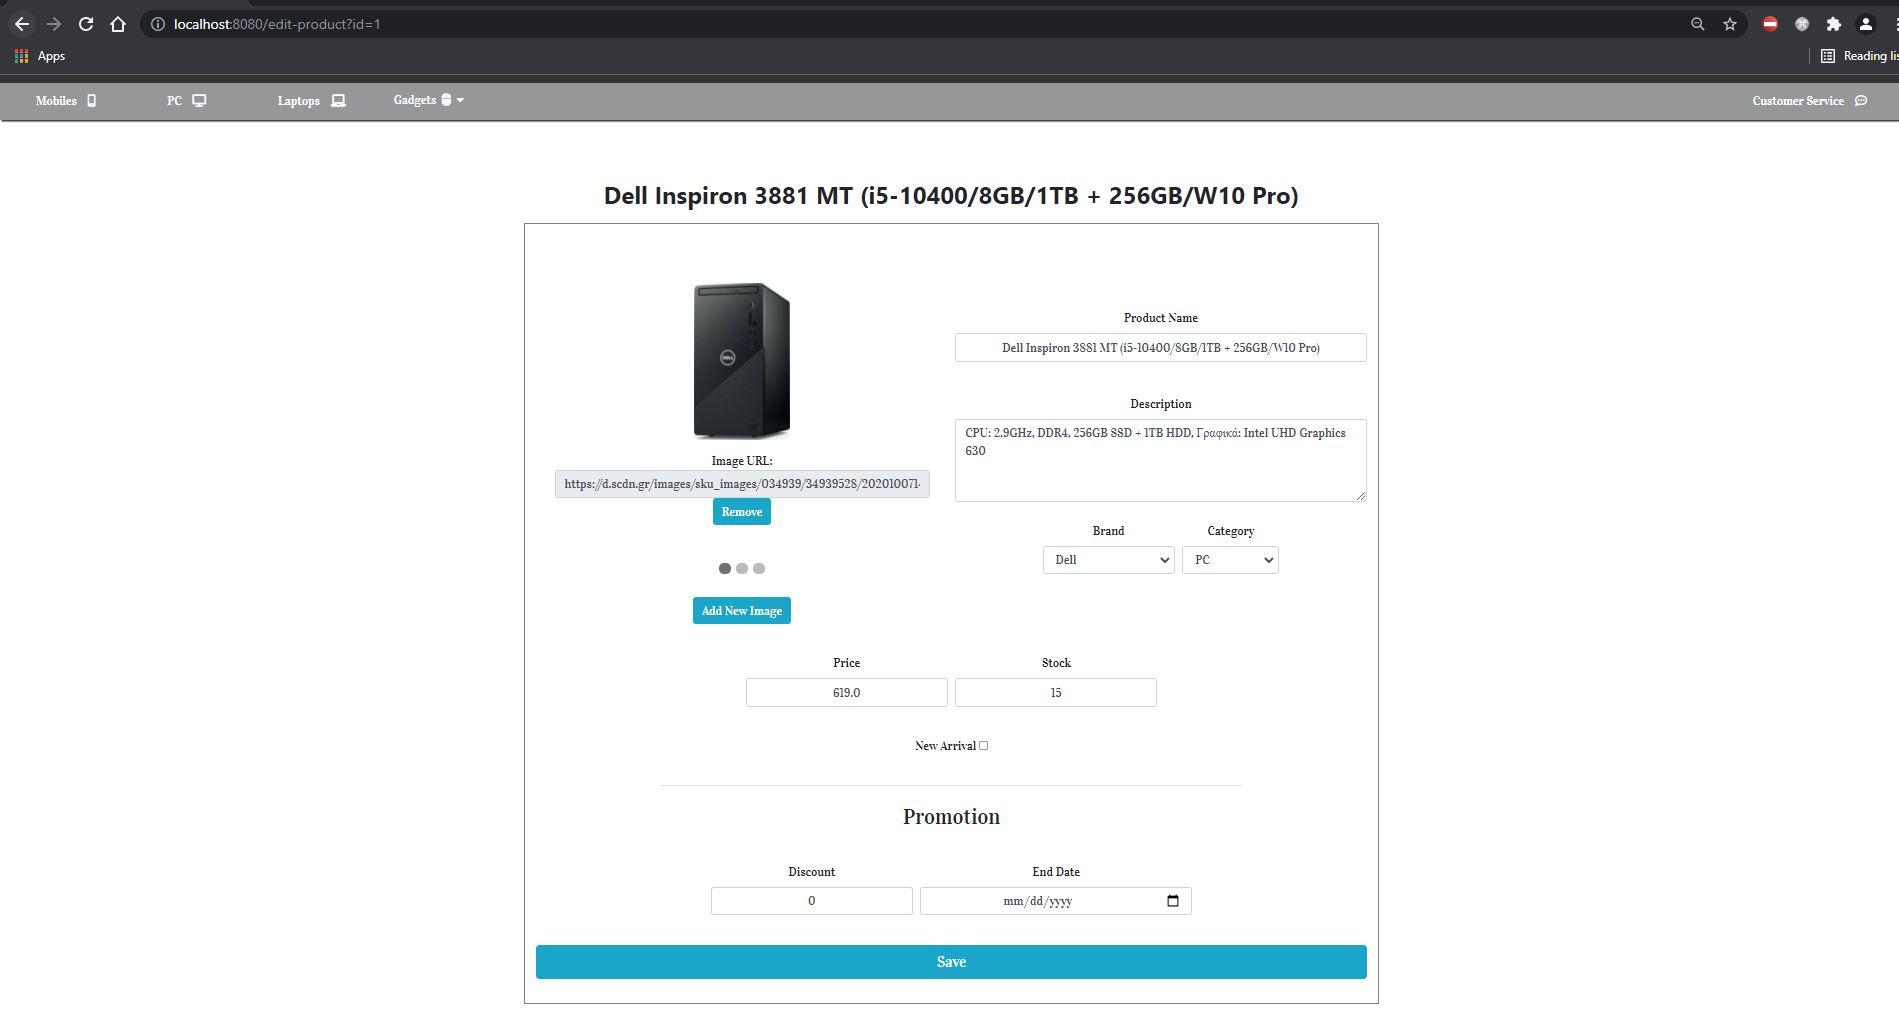 localhost:8080/edit-product?id=1
Apps
Reading lis
Mobiles PC Laptops Gadgets Customer Service
Dell Inspiron 3881 MT (i5-10400/8GB/1TB + 256GB/W10 Pro)
DELL
Image URL:
https://d.scdn.gr/images/sku_images/034939/34939528/202010071
Remove
Add New Image
Product Name
Dell Inspiron 3881 MT (i5-10400/8GB/1TB + 256GB/W10 Pro)
Description
CPU: 2.9GHz, DDR4, 256GB SSD + 1TB HDD, Γραφικά: Intel UHD Graphics
630
Brand Category
Dell PC
Price Stock
619.0 15
New Arrival
Promotion
Discount End Date
0 mm/dd/yyyy
Save